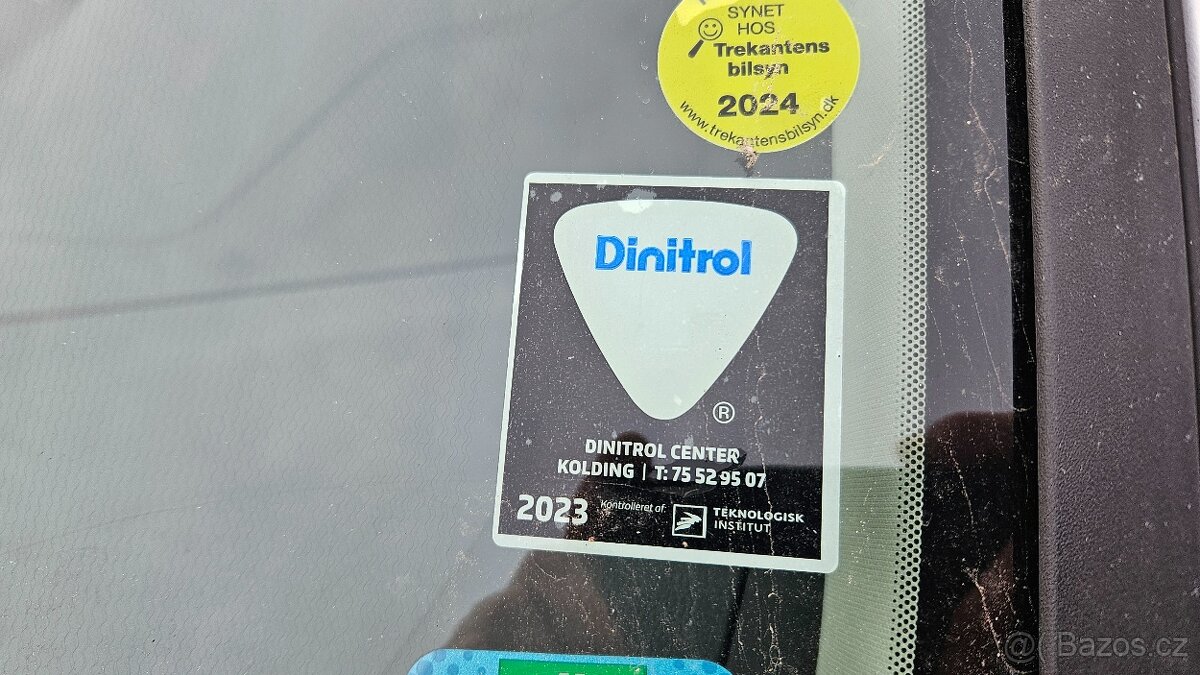 SYNET
HOS
Trekantens
bilsyn
2024
www.trekantensbilsyn.dk
Dinitrol
®
DINITROL CENTER
KOLDING | T: 75 52 95 07
2023 Kontrolleret af: TEKNOLOGISK
INSTITUT
@ Bazos.cz